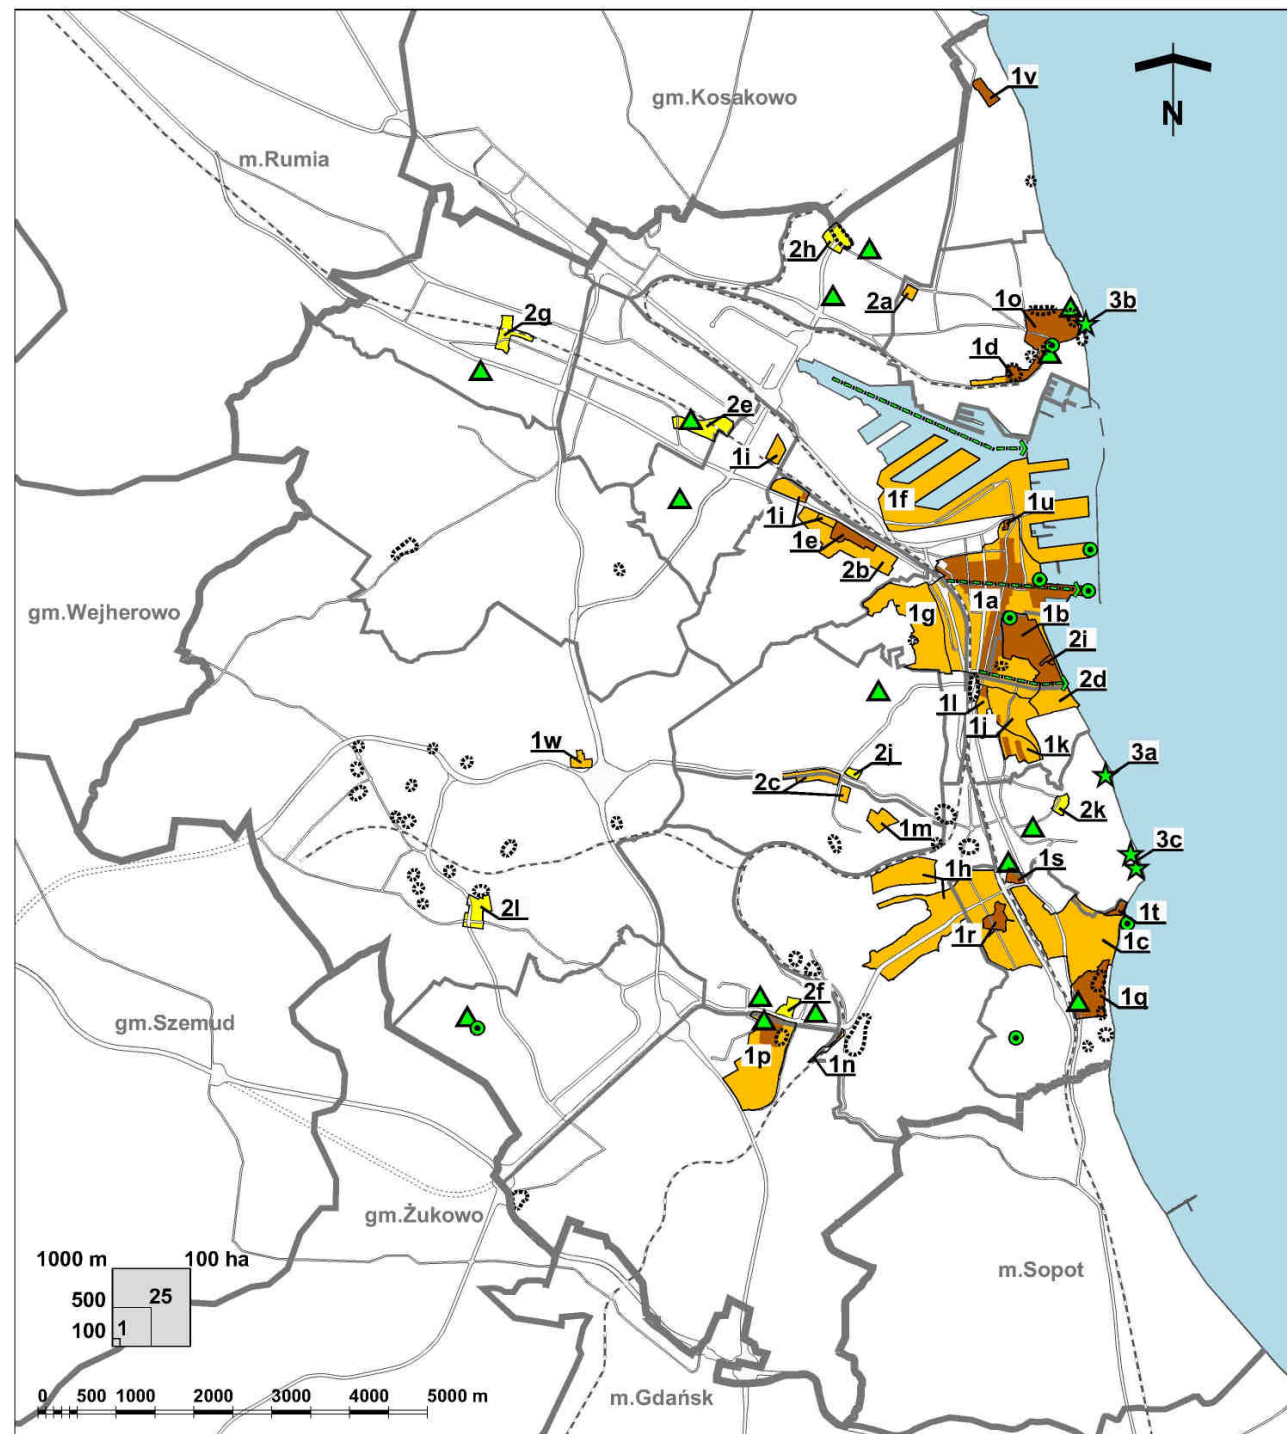 1v
gm.Kosakowo
N
m.Rumia
2h
2a
1o
3b
2g
1d
2e
1i
1f
1u
1i
1e
2b
1a
1g
1b
2i
2d
1l
1j
1k
1w
2j
3a
2c
2k
1m
3c
1h
1s
gm.Wejherowo
2l
1t
1r
1c
2f
1q
gm.Szemud
1p
1n
gm.Żukowo
1000 m 100 ha
m.Sopot
500 25
100 1
0 500 1000 2000 3000 4000 5000 m
m.Gdańsk